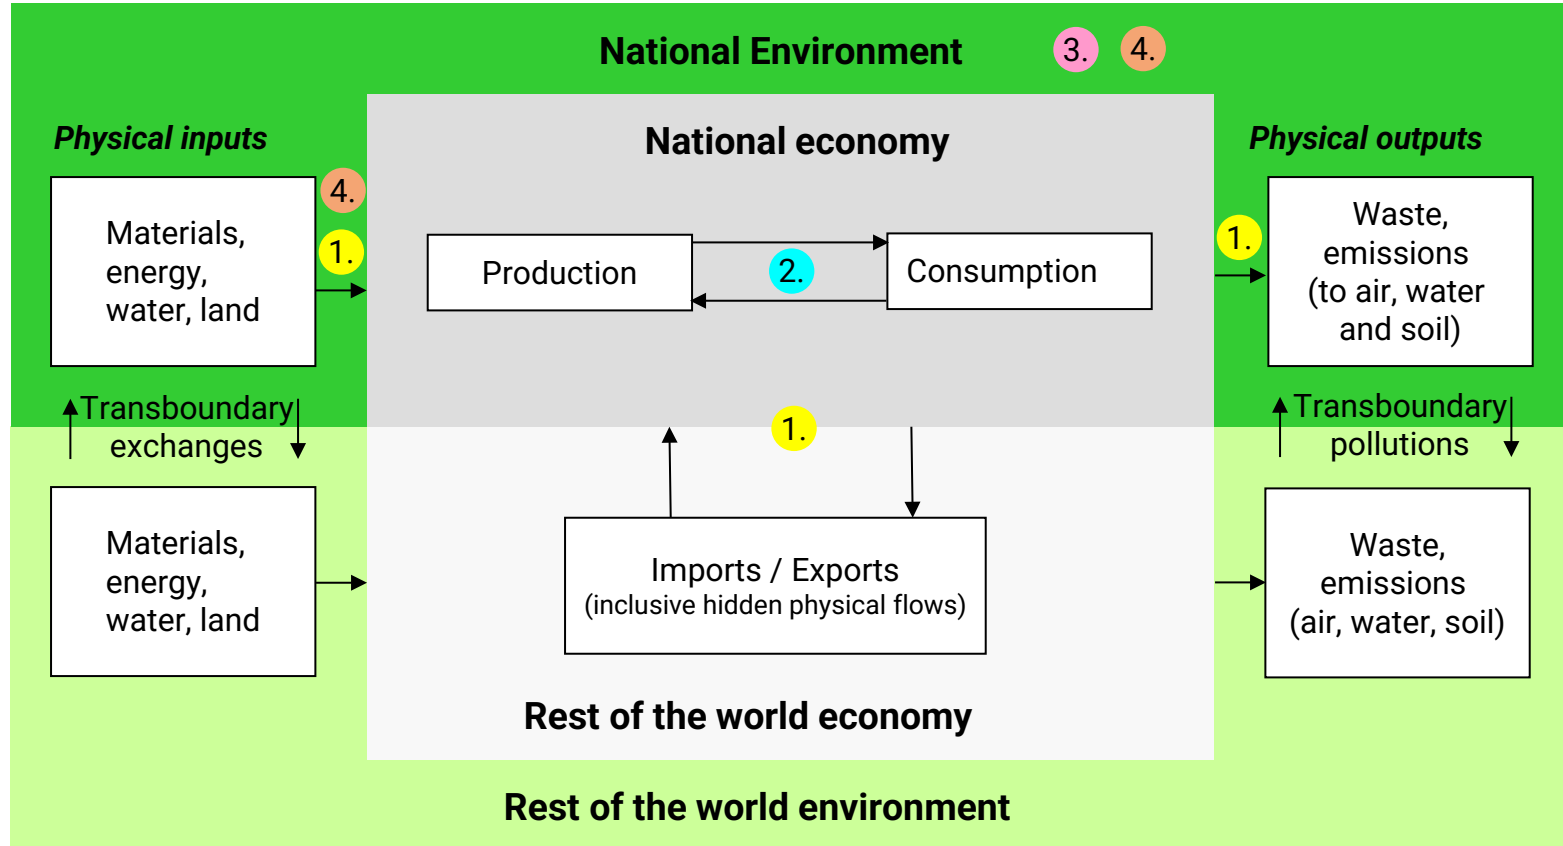 National Environment
3.
4.
Physical inputs
National economy
Physical outputs
4.
1.
Materials,
energy,
water, land
Production
2.
Consumption
1.
Waste,
emissions
(to air, water
and soil)
Transboundary
exchanges
1.
Transboundary
pollutions
Materials,
energy,
water, land
Imports / Exports
(inclusive hidden physical flows)
Waste,
emissions
(air, water, soil)
Rest of the world economy
Rest of the world environment